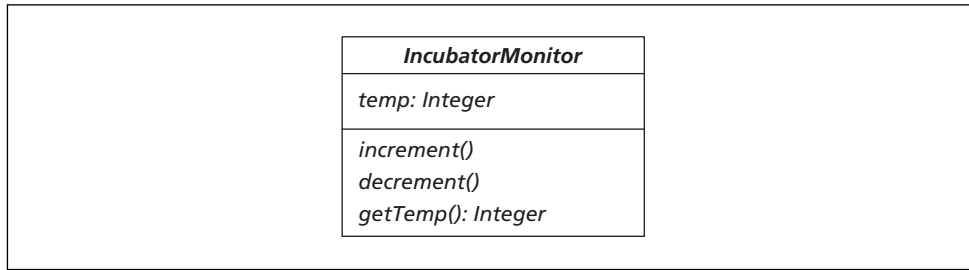 IncubatorMonitor
temp: Integer
increment()
decrement()
getTemp(): Integer